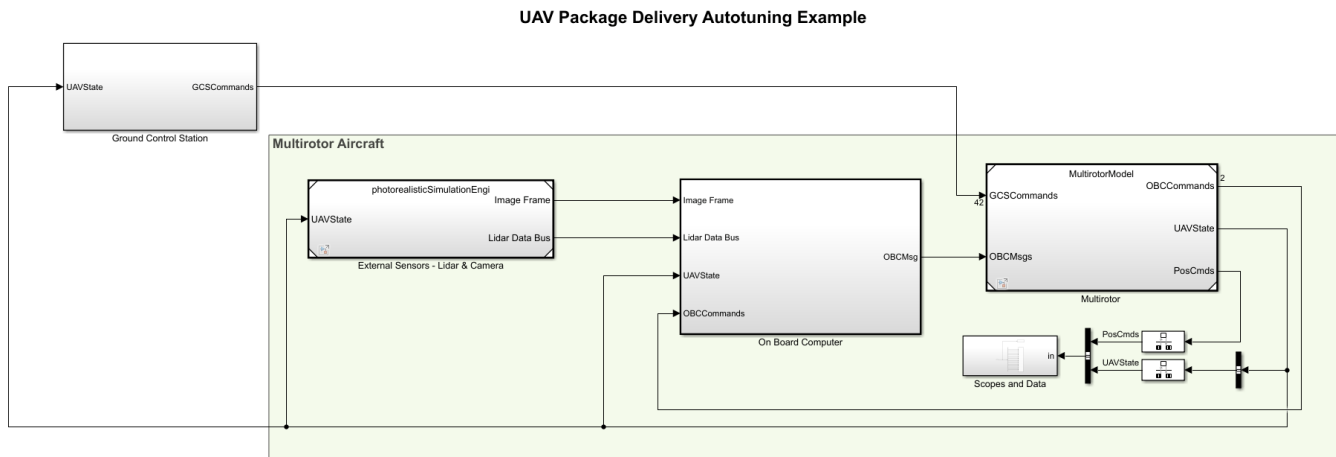 UAV Package Delivery Autotuning Example
UAVState
GCSCommands
Ground Control Station
Multirotor Aircraft
photorealisticSimulationEngi
Image Frame
UAVState
Lidar Data Bus
External Sensors - Lidar & Camera
Image Frame
Lidar Data Bus
UAVState
OBCCommands
OBCMsg
On Board Computer
MultirotorModel
OBCCommands
2
GCSCommands
42
UAVState
OBCMsgs
PosCmds
Multirotor
PosCmds
UAVState
in
Scopes and Data